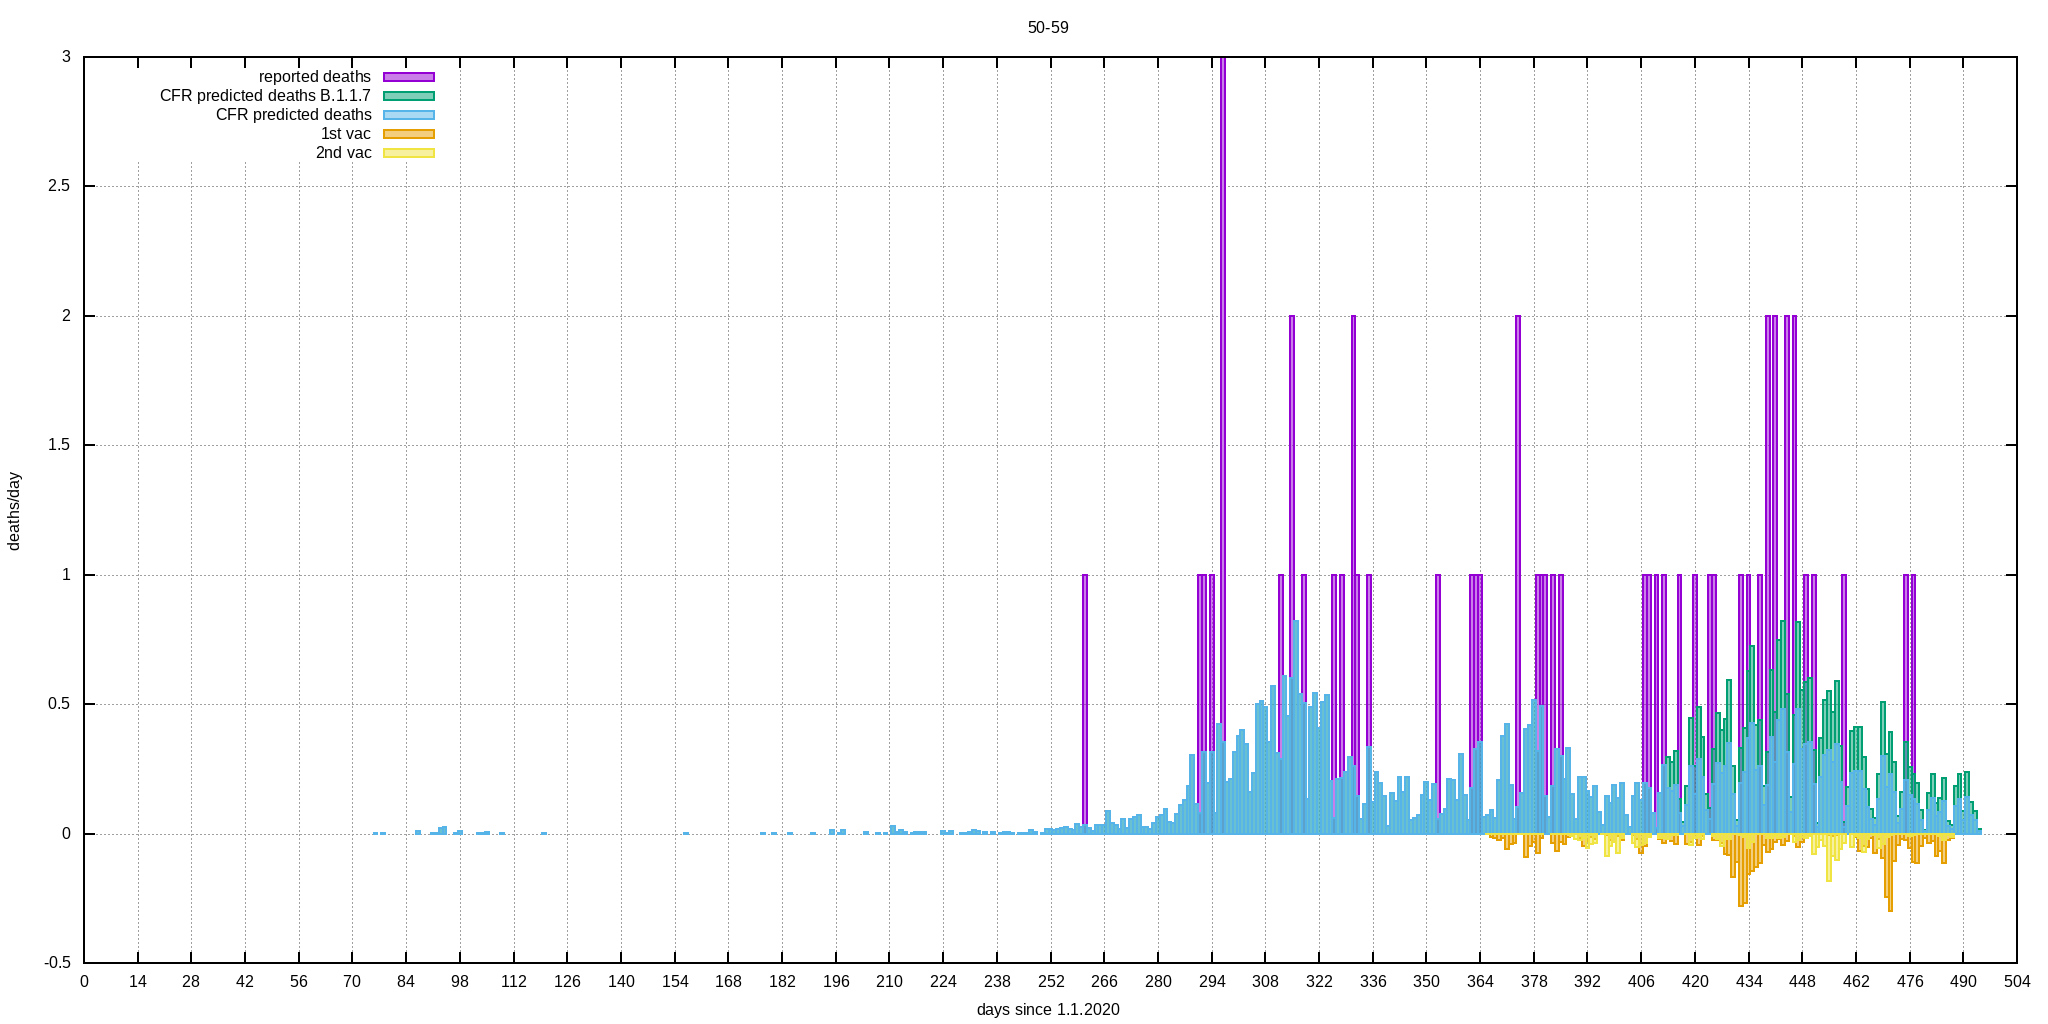 50-59
reported deaths
CFR predicted deaths B.1.1.7
CFR predicted deaths
1st vac
2nd vac
3
2.5
2
1.5
1
0.5
0
-0.5
deaths/day
0 14 28 42 56 70 84 98 112 126 140 154 168 182 196 210 224 238 252 266 280 294 308 322 336 350 364 378 392 406 420 434 448 462 476 490 504
days since 1.1.2020